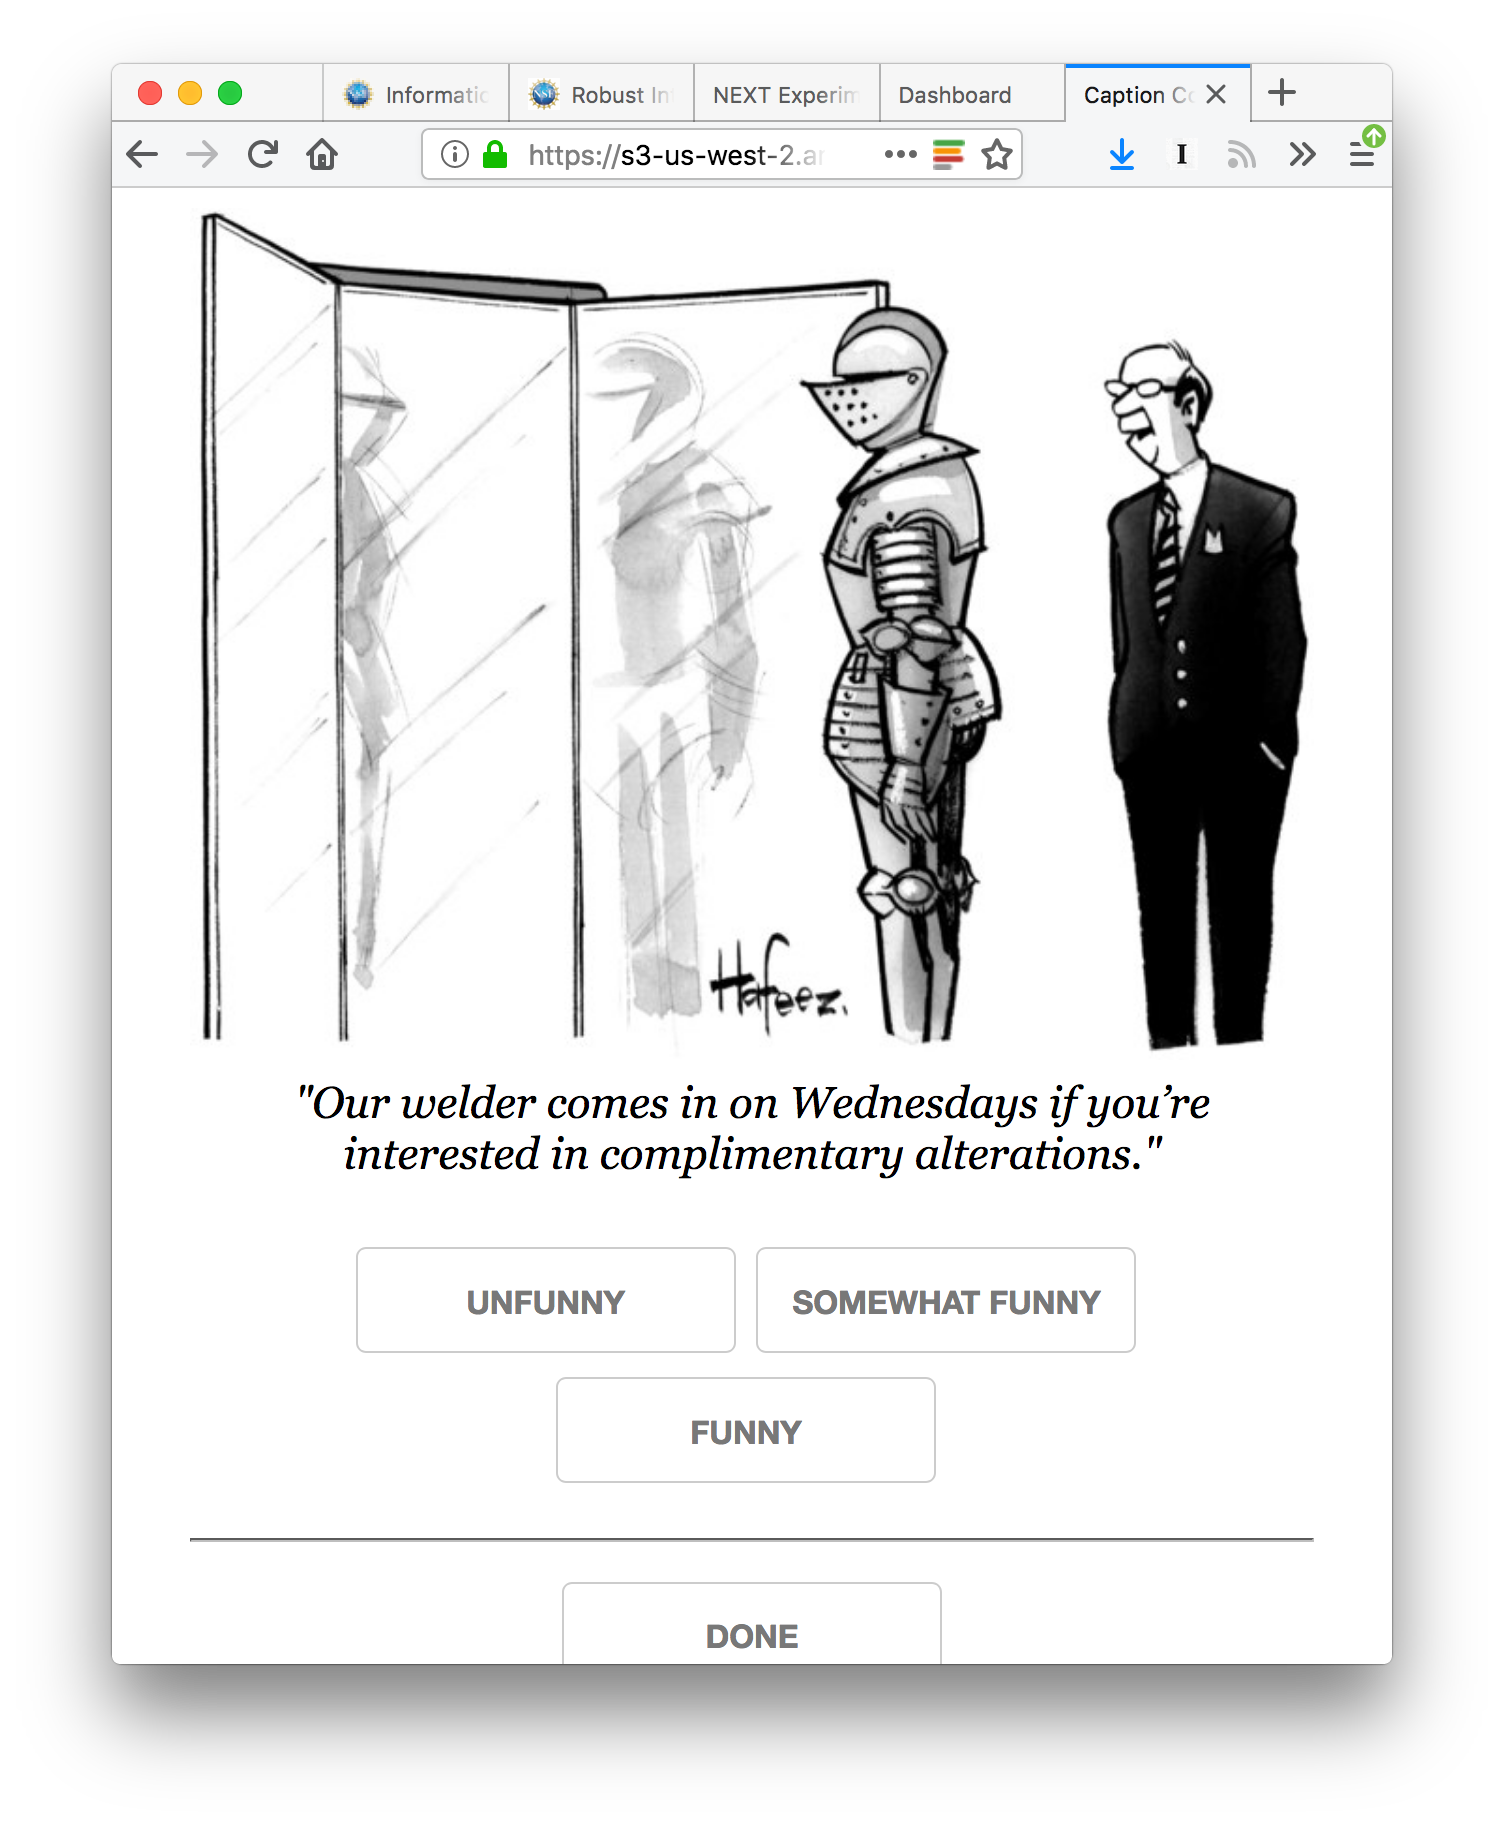 Informatic
Robust In
NEXT Experim
Dashboard
Caption Co
https://s3-us-west-2.a
I
Hafeez.
"Our welder comes in on Wednesdays if you’re
interested in complimentary alterations."
UNFUNNY
SOMEWHAT FUNNY
FUNNY
DONE